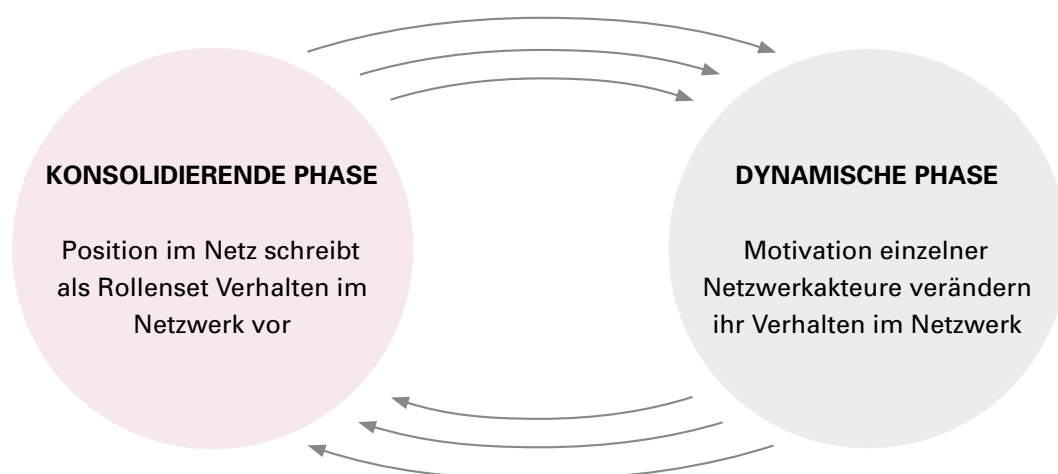 KONSOLIDIERENDE PHASE
Position im Netz schreibt
als Rollenset Verhalten im
Netzwerk vor
DYNAMISCHE PHASE
Motivation einzelner
Netzwerkakteure verändern
ihr Verhalten im Netzwerk